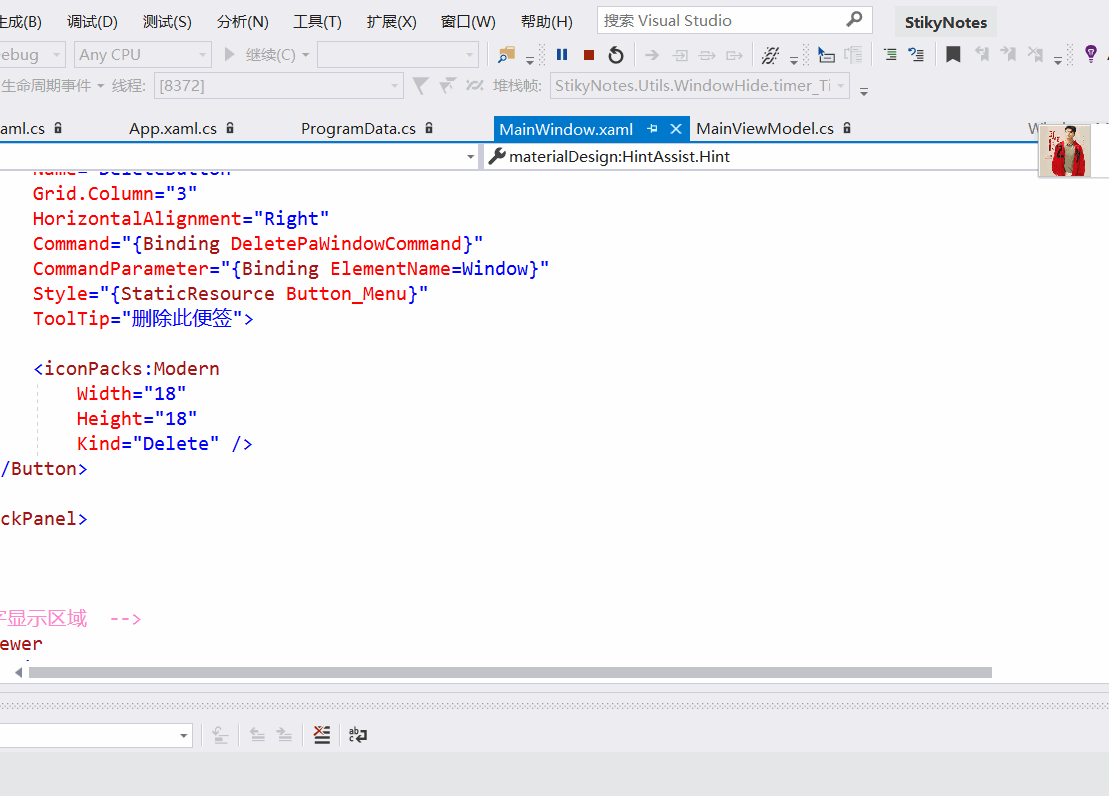 生成(B) 调试(D) 测试(S) 分析(N) 工具(T) 扩展(X) 窗口(W) 帮助(H) 搜索 Visual Studio StikyNotes
ebug Any CPU 继续(C)
生命周期事件 线程: [8372] 堆栈帧: StikyNotes.Utils.WindowHide.timer_Ti
aml.cs App.xaml.cs ProgramData.cs MainWindow.xaml MainViewModel.cs
materialDesign:HintAssist.Hint
Name="DeleteButton"
Grid.Column="3"
HorizontalAlignment="Right"
Command="{Binding DeletePaWindowCommand}"
CommandParameter="{Binding ElementName=Window}"
Style="{StaticResource Button_Menu}"
ToolTip="删除此便签">
<iconPacks:Modern
Width="18"
Height="18"
Kind="Delete" />
/Button>
ckPanel>
字显示区域 -->
ewer